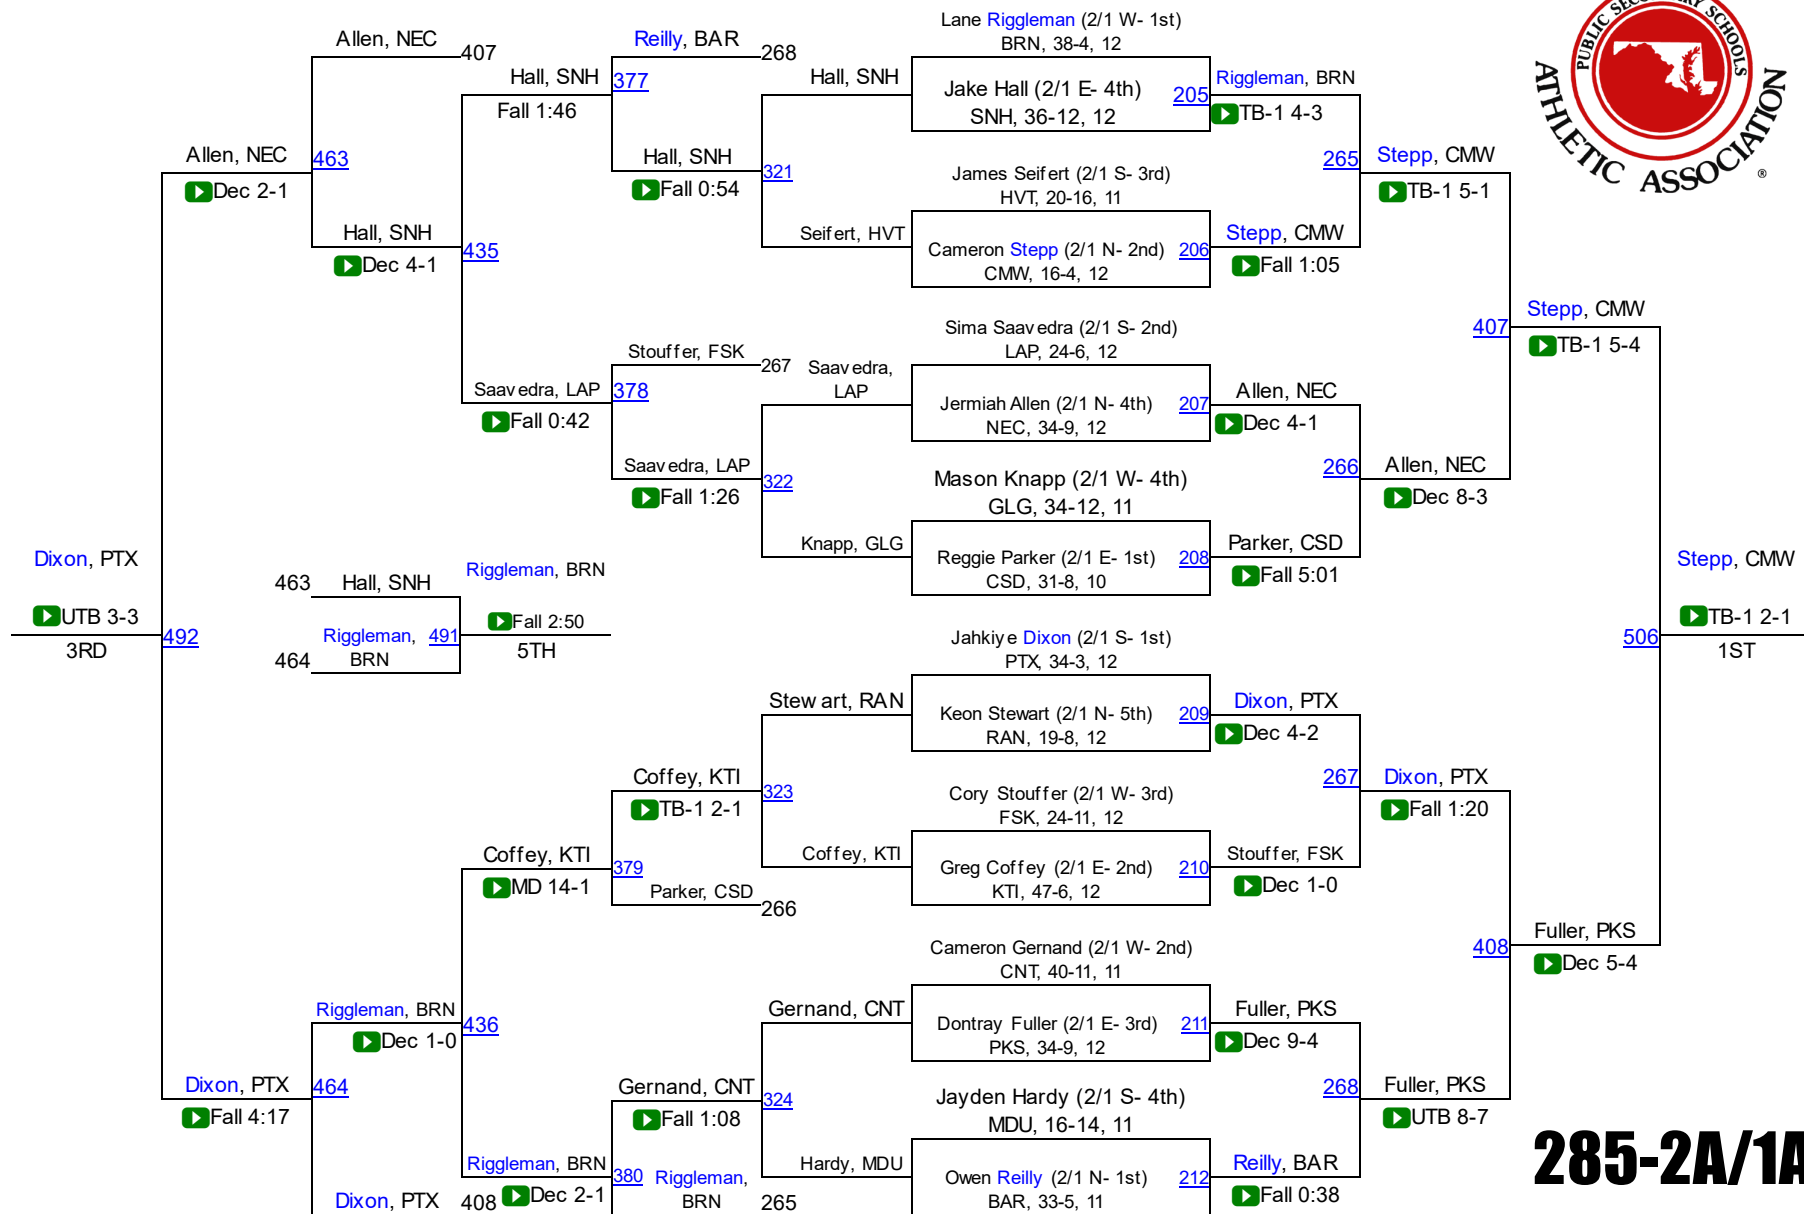 PUBLIC SECONDARY SCHOOLS
ATHLETIC ASSOCIATION
®
Lane Riggleman (2/1 W- 1st)
BRN, 38-4, 12
Jake Hall (2/1 E- 4th)
SNH, 36-12, 12
205
James Seifert (2/1 S- 3rd)
HVT, 20-16, 11
Cameron Stepp (2/1 N- 2nd)
CMW, 16-4, 12
206
Sima Saavedra (2/1 S- 2nd)
LAP, 24-6, 12
Jermiah Allen (2/1 N- 4th)
NEC, 34-9, 12
207
Mason Knapp (2/1 W- 4th)
GLG, 34-12, 11
Reggie Parker (2/1 E- 1st)
CSD, 31-8, 10
208
Jahkiye Dixon (2/1 S- 1st)
PTX, 34-3, 12
Keon Stewart (2/1 N- 5th)
RAN, 19-8, 12
209
Cory Stouffer (2/1 W- 3rd)
FSK, 24-11, 12
Greg Coffey (2/1 E- 2nd)
KTI, 47-6, 12
210
Cameron Gernand (2/1 W- 2nd)
CNT, 40-11, 11
Dontray Fuller (2/1 E- 3rd)
PKS, 34-9, 12
211
Jayden Hardy (2/1 S- 4th)
MDU, 16-14, 11
Owen Reilly (2/1 N- 1st)
BAR, 33-5, 11
212
Riggleman, BRN
TB-1 4-3
265
Stepp, CMW
Fall 1:05
Allen, NEC
Dec 4-1
266
Parker, CSD
Fall 5:01
Dixon, PTX
Dec 4-2
267
Stouffer, FSK
Dec 1-0
Fuller, PKS
Dec 9-4
268
Reilly, BAR
Fall 0:38
Stepp, CMW
TB-1 5-1
407
Allen, NEC
Dec 8-3
Dixon, PTX
Fall 1:20
408
Fuller, PKS
UTB 8-7
Stepp, CMW
TB-1 5-4
506
Fuller, PKS
Dec 5-4
Stepp, CMW
TB-1 2-1
1ST
Hall, SNH
321
Seifert, HVT
Saavedra,
LAP
322
Knapp, GLG
Stewart, RAN
323
Coffey, KTI
Gernand, CNT
324
Hardy, MDU
Reilly, BAR
268
377
Hall, SNH
Fall 0:54
Stouffer, FSK
267
378
Saavedra, LAP
Fall 1:26
Coffey, KTI
TB-1 2-1
379
Parker, CSD
266
Gernand, CNT
Fall 1:08
380
Riggleman,
BRN
265
Hall, SNH
Fall 1:46
435
Saavedra, LAP
Fall 0:42
Coffey, KTI
MD 14-1
436
Riggleman, BRN
Dec 2-1
Allen, NEC
407
463
Hall, SNH
Dec 4-1
Riggleman, BRN
Dec 1-0
464
Dixon, PTX
408
Allen, NEC
Dec 2-1
492
Dixon, PTX
Fall 4:17
Dixon, PTX
UTB 3-3
3RD
463
Hall, SNH
464
Riggleman,
BRN
491
Riggleman, BRN
Fall 2:50
5TH
285-2A/1A